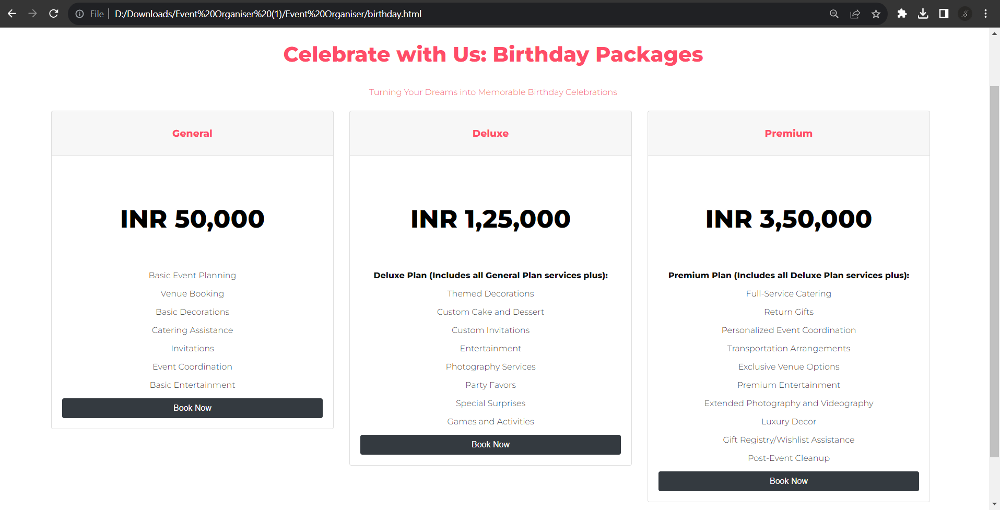 File
D:/Downloads/Event%20Organiser%20(1)/Event%20Organiser/birthday.html
Celebrate with Us: Birthday Packages
Turning Your Dreams into Memorable Birthday Celebrations
General
INR 50,000
Basic Event Planning
Venue Booking
Basic Decorations
Catering Assistance
Invitations
Event Coordination
Basic Entertainment
Book Now
Deluxe
INR 1,25,000
Deluxe Plan (Includes all General Plan services plus):
Themed Decorations
Custom Cake and Dessert
Custom Invitations
Entertainment
Photography Services
Party Favors
Special Surprises
Games and Activities
Book Now
Premium
INR 3,50,000
Premium Plan (Includes all Deluxe Plan services plus):
Full-Service Catering
Return Gifts
Personalized Event Coordination
Transportation Arrangements
Exclusive Venue Options
Premium Entertainment
Extended Photography and Videography
Luxury Decor
Gift Registry/Wishlist Assistance
Post-Event Cleanup
Book Now